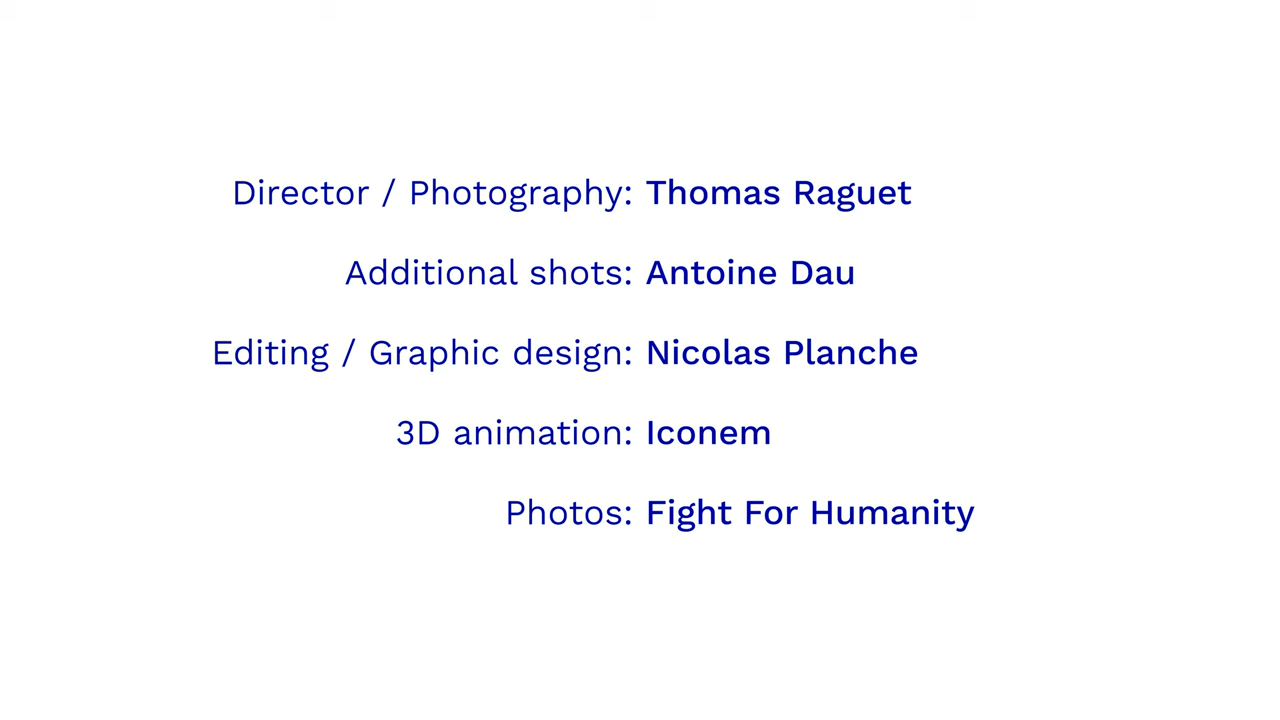 Director / Photography: Thomas Raguet
Additional shots: Antoine Dau
Editing / Graphic design: Nicolas Planche
3D animation: Iconem
Photos: Fight For Humanity